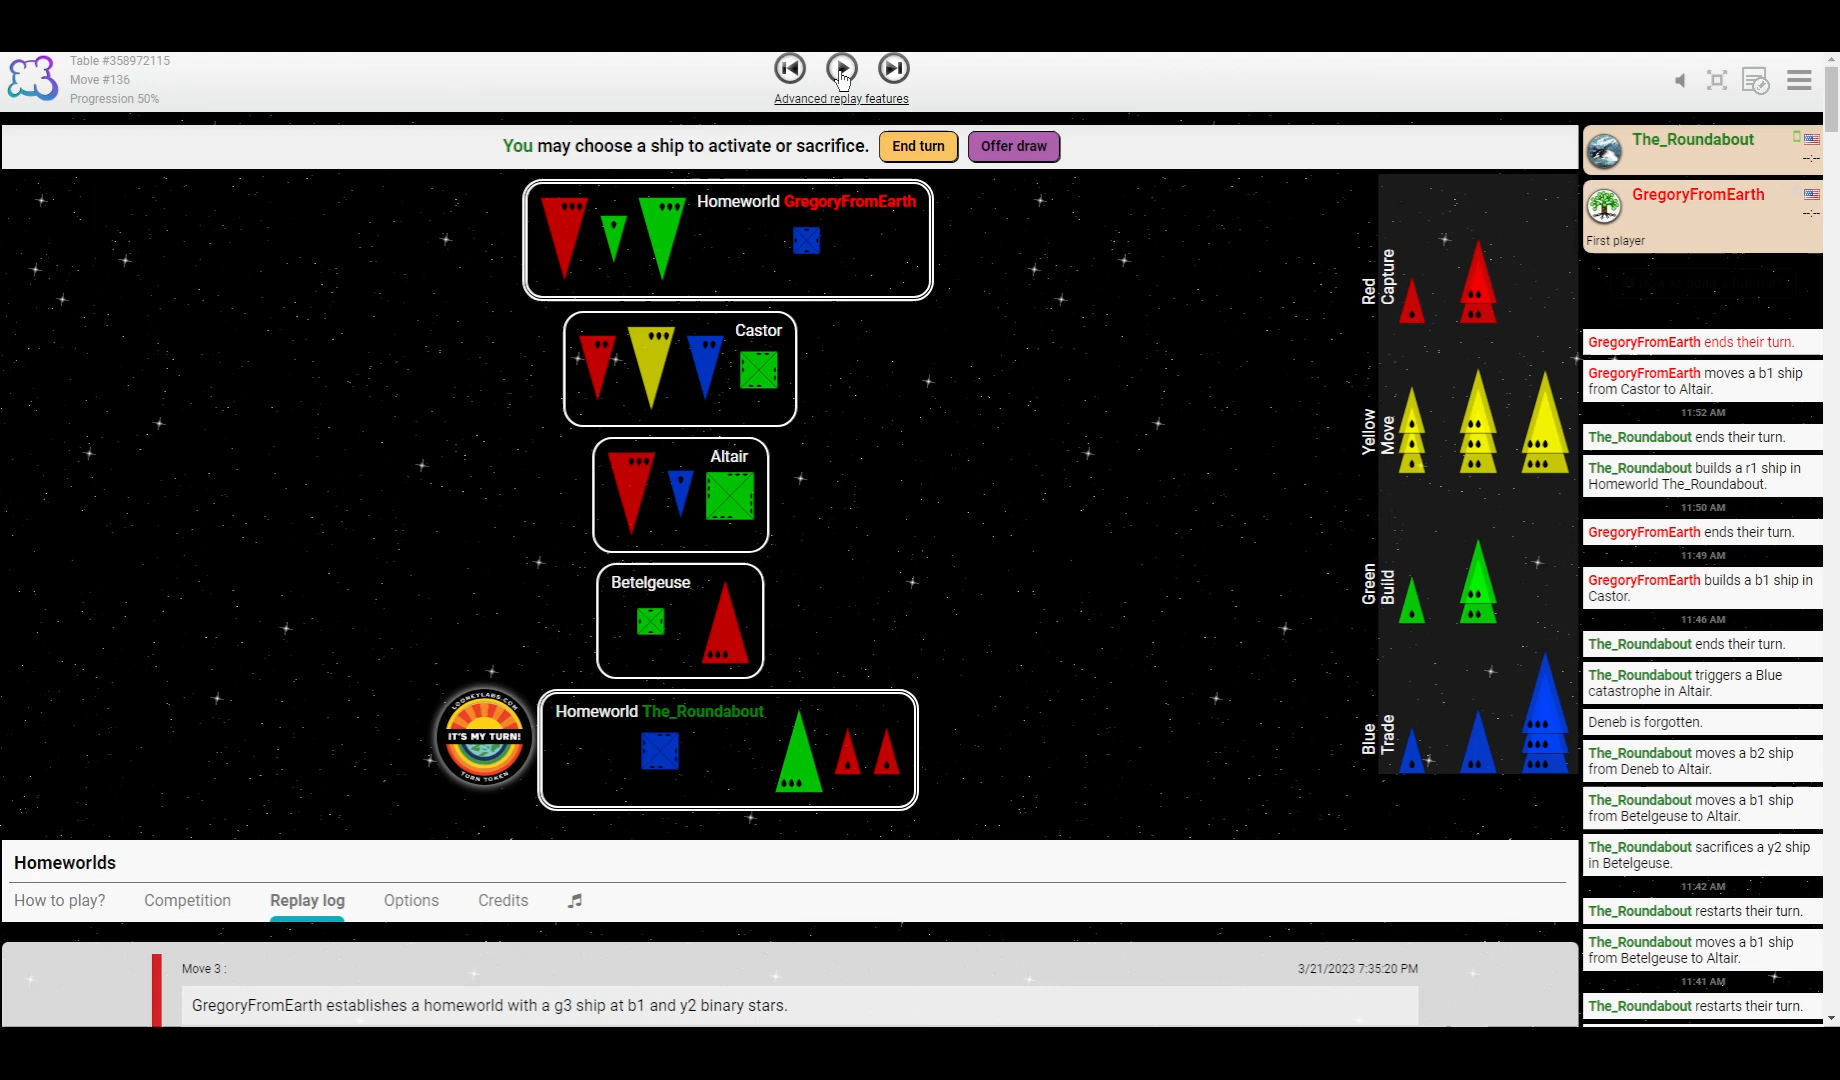 Table #358972115
Move #136
Progression 50%
Advanced replay features
You may choose a ship to activate or sacrifice.
End turn
Offer draw
Homeworld GregoryFromEarth
Castor
Altair
Betelgeuse
Homeworld The_Roundabout
LOONEYLABS.COM
IT'S MY TURN!
TURN TOKEN
Red
Capture
Yellow
Move
Green
Build
Blue
Trade
The_Roundabout
--:--
GregoryFromEarth
--:--
First player
GregoryFromEarth ends their turn.
GregoryFromEarth moves a b1 ship
from Castor to Altair.
11:52 AM
The_Roundabout ends their turn.
The_Roundabout builds a r1 ship in
Homeworld The_Roundabout.
11:50 AM
GregoryFromEarth ends their turn.
11:49 AM
GregoryFromEarth builds a b1 ship in
Castor.
11:46 AM
The_Roundabout ends their turn.
The_Roundabout triggers a Blue
catastrophe in Altair.
Deneb is forgotten.
The_Roundabout moves a b2 ship
from Deneb to Altair.
The_Roundabout moves a b1 ship
from Betelgeuse to Altair.
The_Roundabout sacrifices a y2 ship
in Betelgeuse.
11:42 AM
The_Roundabout restarts their turn.
The_Roundabout moves a b1 ship
from Betelgeuse to Altair.
11:41 AM
The_Roundabout restarts their turn.
Homeworlds
How to play?
Competition
Replay log
Options
Credits
Move 3 :
3/21/2023 7:35:20 PM
GregoryFromEarth establishes a homeworld with a g3 ship at b1 and y2 binary stars.